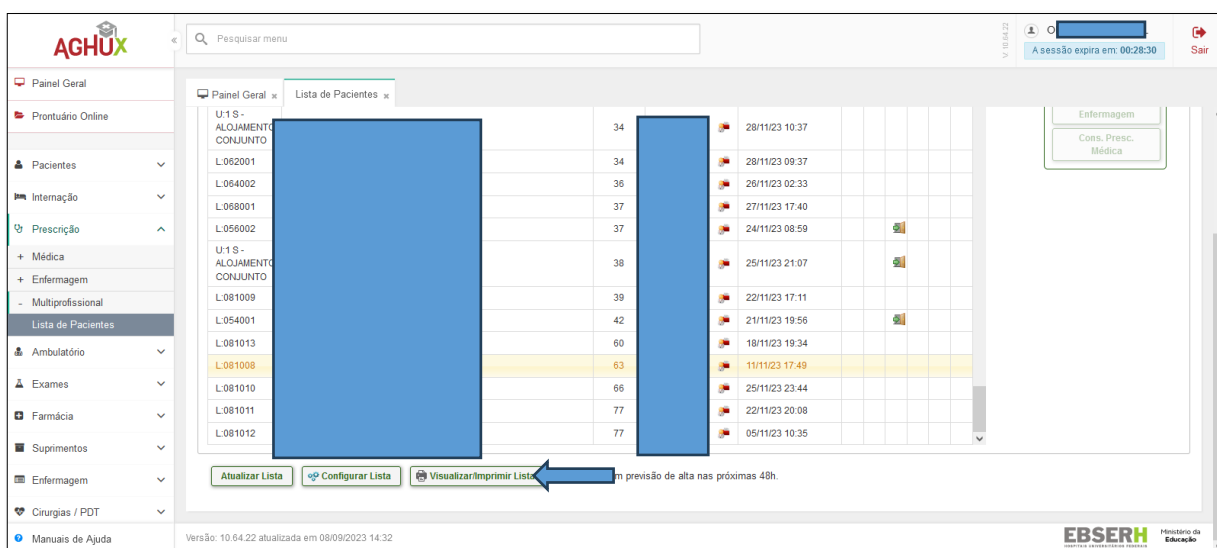 AGHUX
«
Pesquisar menu
V: 10.64.22
O
A sessão expira em: 00:28:30
Sair
Painel Geral
Prontuário Online
Pacientes
Internação
Prescrição
+ Médica
+ Enfermagem
- Multiprofissional
Lista de Pacientes
Ambulatório
Exames
Farmácia
Suprimentos
Enfermagem
Cirurgias / PDT
Manuais de Ajuda
Painel Geral x
Lista de Pacientes x
U:1 S -
ALOJAMENTO
CONJUNTO
34 28/11/23 10:37
L:062001 34 28/11/23 09:37
L:064002 36 26/11/23 02:33
L:068001 37 27/11/23 17:40
L:056002 37 24/11/23 08:59
U:1 S -
ALOJAMENTO
CONJUNTO
38 25/11/23 21:07
L:081009 39 22/11/23 17:11
L:054001 42 21/11/23 19:56
L:081013 60 18/11/23 19:34
L:081008 63 11/11/23 17:49
L:081010 66 25/11/23 23:44
L:081011 77 22/11/23 20:08
L:081012 77 05/11/23 10:35
Enfermagem
Cons. Presc.
Médica
Atualizar Lista
Configurar Lista
Visualizar/Imprimir Lista
m previsão de alta nas próximas 48h.
Versão: 10.64.22 atualizada em 08/09/2023 14:32
EBSERH
HOSPITAIS UNIVERSITÁRIOS FEDERAIS
Ministério da
Educação